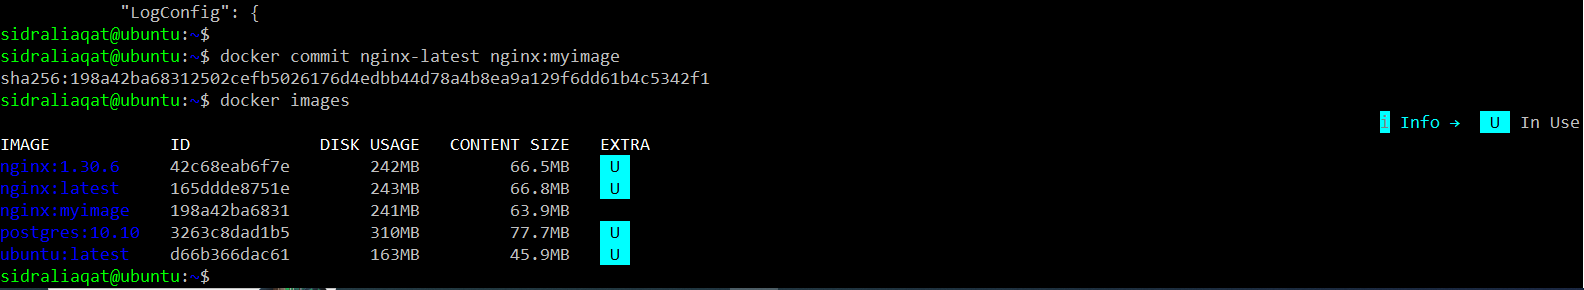 "LogConfig": {
sidraliaqat@ubuntu:~$
sidraliaqat@ubuntu:~$ docker commit nginx-latest nginx:myimage
sha256:198a42ba68312502cefb5026176d4edbb44d78a4b8ea9a129f6dd61b4c5342f1
sidraliaqat@ubuntu:~$ docker images
i Info → U In Use
IMAGE ID DISK USAGE CONTENT SIZE EXTRA
nginx:1.30.6 42c68eab6f7e 242MB 66.5MB U
nginx:latest 165ddde8751e 243MB 66.8MB U
nginx:myimage 198a42ba6831 241MB 63.9MB
postgres:10.10 3263c8dad1b5 310MB 77.7MB U
ubuntu:latest d66b366dac61 163MB 45.9MB U
sidraliaqat@ubuntu:~$